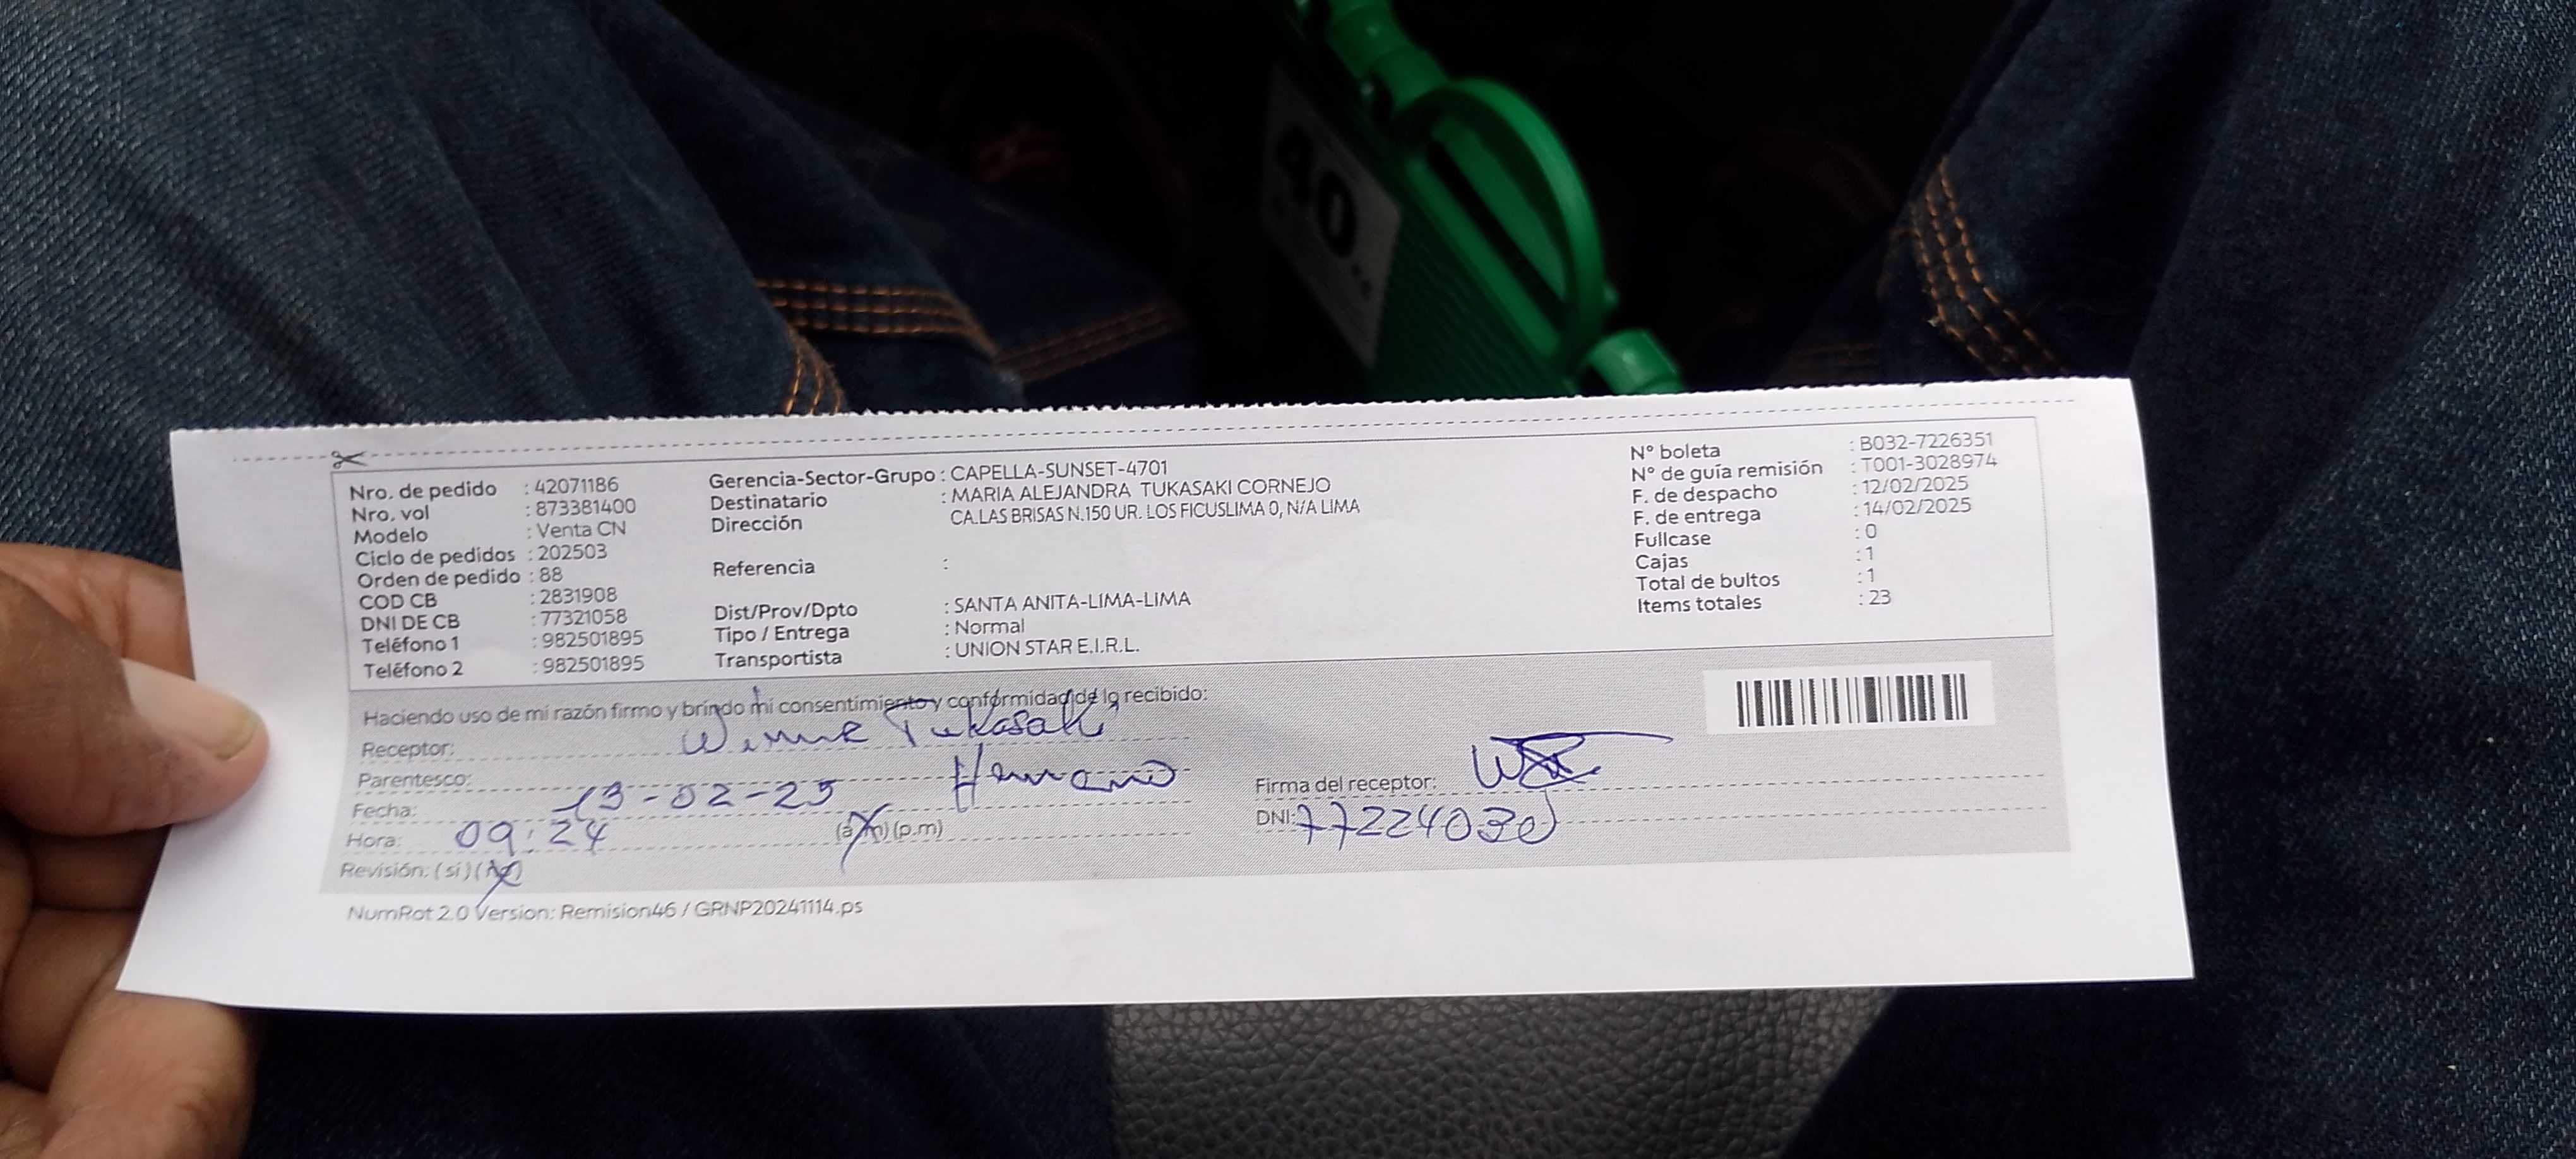 40
Nro. de pedido : 42071186
Nro. vol : 873381400
Modelo : Venta CN
Ciclo de pedidos : 202503
Orden de pedido : 88
COD CB : 2831908
DNI DE CB : 77321058
Teléfono 1 : 982501895
Teléfono 2 : 982501895
Gerencia-Sector-Grupo : CAPELLA-SUNSET-4701
Destinatario : MARIA ALEJANDRA TUKASAKI CORNEJO
Dirección CA.LAS BRISAS N.150 UR. LOS FICUSLIMA 0, N/A LIMA
Referencia :
Dist/Prov/Dpto : SANTA ANITA-LIMA-LIMA
Tipo / Entrega : Normal
Transportista : UNION STAR E.I.R.L.
N° boleta : B032-7226351
N° de guía remisión : T001-3028974
F. de despacho : 12/02/2025
F. de entrega : 14/02/2025
Fullcase : 0
Cajas : 1
Total de bultos : 1
Items totales : 23
Haciendo uso de mi razón firmo y brindo mi consentimiento y conformidad de lo recibido:
Receptor: Tukasaki
Parentesco: Hermano
Fecha: 13-02-25
Hora: 09:24 (a.m) (p.m)
Revisión: (si) (no)
Firma del receptor:
DNI: 77224030
NumRot 2.0 Version: Remision46 / GRNP20241114.ps